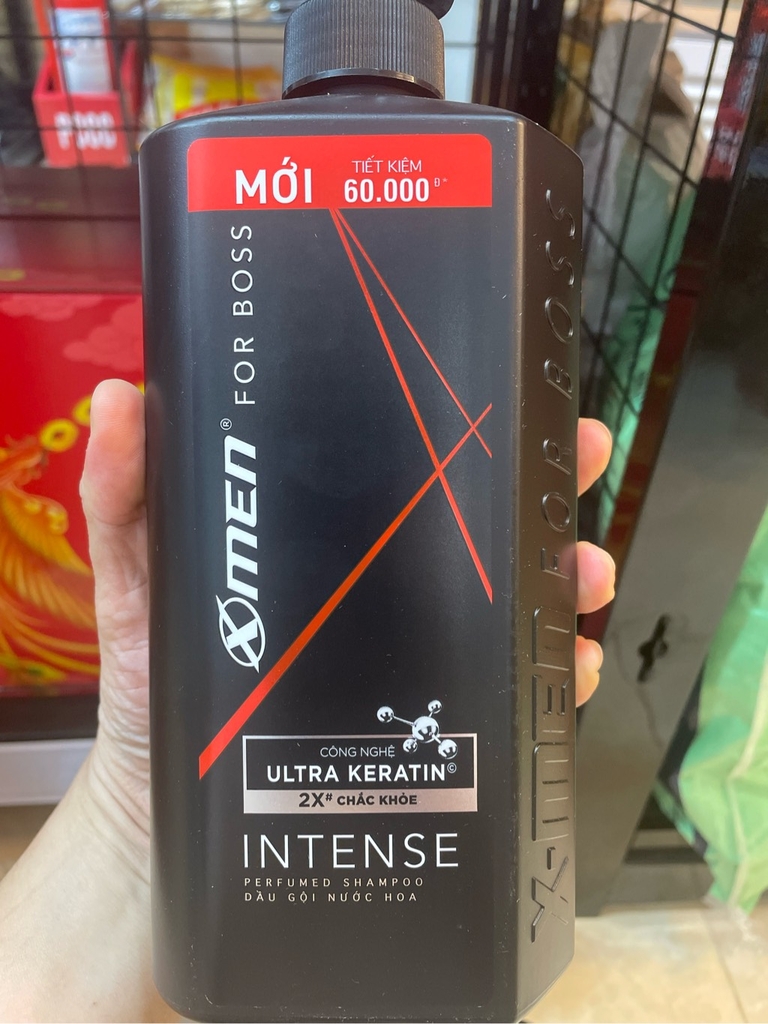 MỚI
TIẾT KIỆM
60.000 Đ*
Xmen® FOR BOSS
CÔNG NGHỆ
ULTRA KERATIN©
2X# CHẮC KHỎE
INTENSE
PERFUMED SHAMPOO
DẦU GỘI NƯỚC HOA
X-MEN FOR BOSS